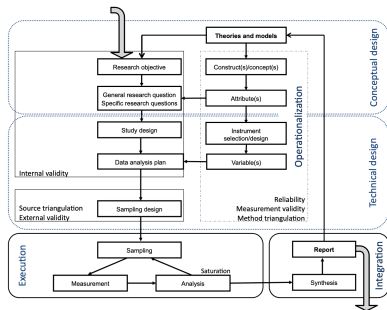 Theories and models
Conceptual design
Research objective
Construct(s)/concept(s)
General research question
Specific research questions
Attribute(s)
Operationalization
Study design
Instrument
selection/design
Data analysis plan
Variable(s)
Internal validity
Technical design
Source triangulation
External validity
Sampling design
Reliability
Measurement validity
Method triangulation
Execution
Sampling
Saturation
Measurement
Analysis
Report
Synthesis
Integration